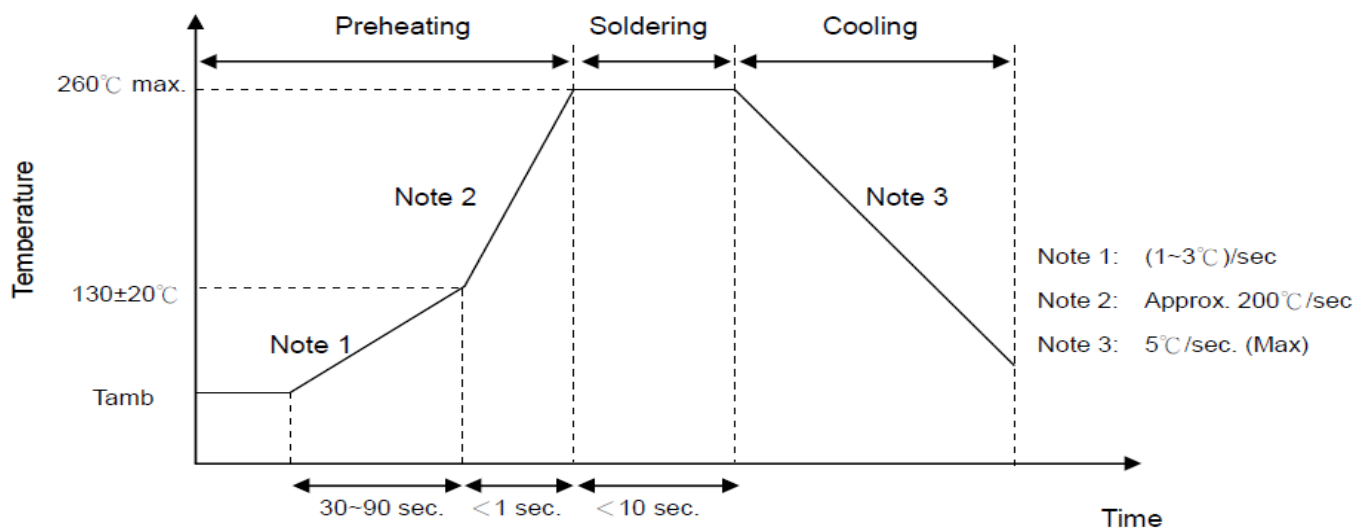 Preheating Soldering Cooling
260℃ max.
Temperature
Note 2 Note 3
Note 1: (1~3℃)/sec
130±20℃
Note 2: Approx. 200℃/sec
Note 1
Note 3: 5℃/sec. (Max)
Tamb
30~90 sec. <1 sec. <10 sec.
Time